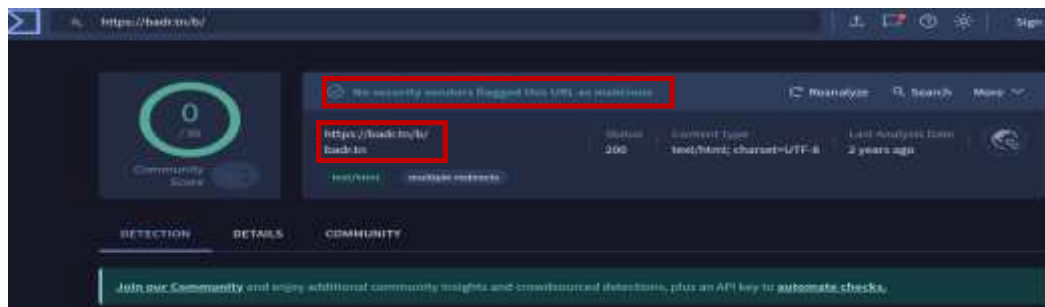 https://badr.tn/b/
Sign
0
No security vendors flagged this URL as malicious
Reanalyze Search More
https://badr.tn/b/
badr.tn
Status
200
Content type
text/html; charset=UTF-8
Last Analysis Date
2 years ago
Community Score
text/html multiple redirects
DETECTION DETAILS COMMUNITY
Join our Community and enjoy additional community insights and crowdsourced detections, plus an API key to automate checks.